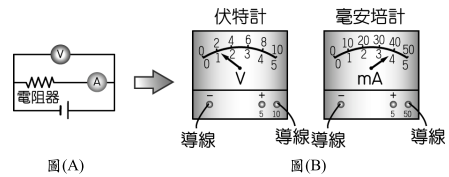 伏特計 毫安培計
V
A
電阻器
0 2 4 6 8 10
0 1 2 3 4 5
V
− +
5 10
導線 導線
0 10 20 30 40 50
0 1 2 3 4 5
mA
− +
5 50
導線 導線
圖(A) 圖(B)